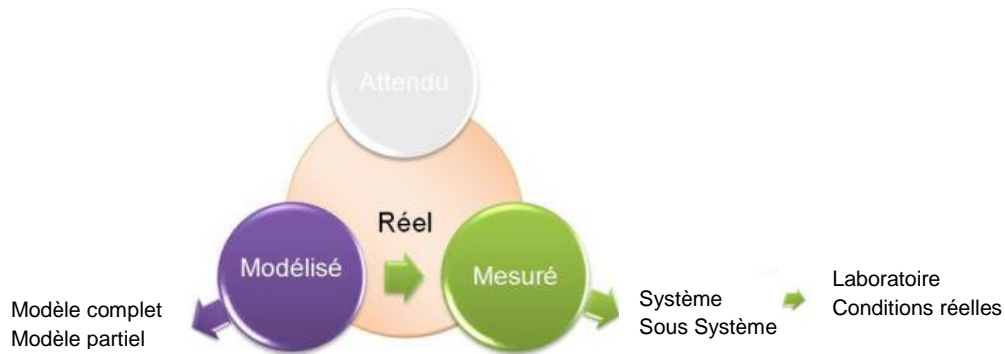 Attendu
Réel
Modélisé
Mesuré
Modèle complet
Modèle partiel
Système
Sous Système
Laboratoire
Conditions réelles